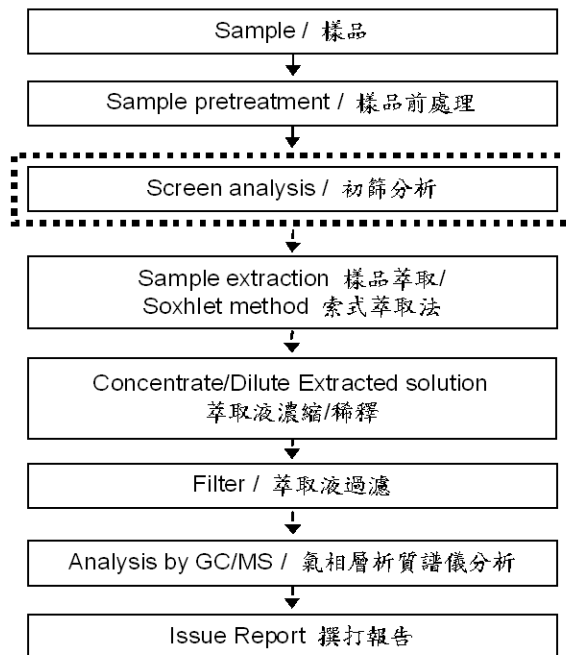 Sample / 樣品
Sample pretreatment / 樣品前處理
Screen analysis / 初篩分析
Sample extraction 樣品萃取/
Soxhlet method 索式萃取法
Concentrate/Dilute Extracted solution
萃取液濃縮/稀釋
Filter / 萃取液過濾
Analysis by GC/MS / 氣相層析質譜儀分析
Issue Report 撰打報告